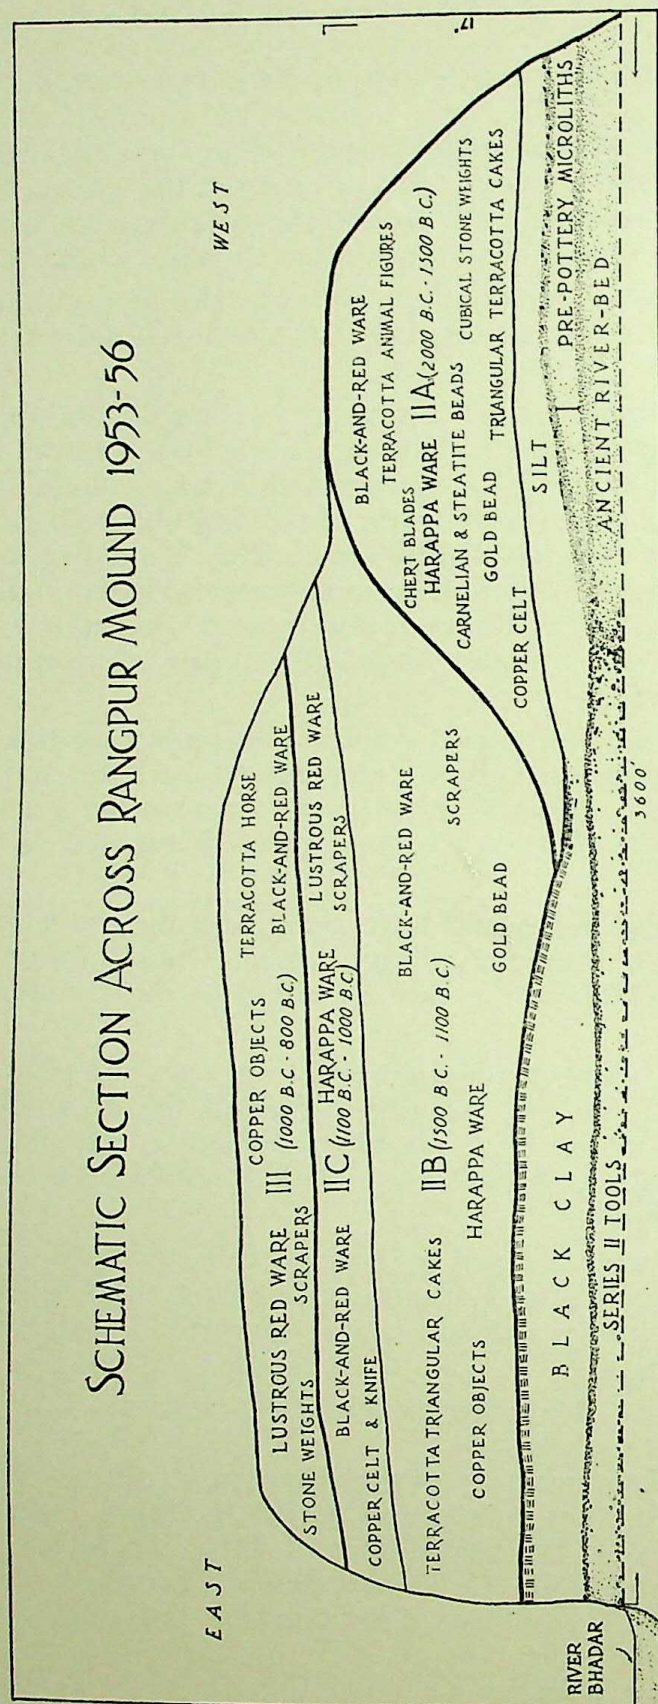 SCHEMATIC SECTION ACROSS RANGPUR MOUND 1953-56
EAST
WEST
LUSTROUS RED WARE
STONE WEIGHTS
SCRAPERS
COPPER OBJECTS
III (1000 B.C - 800 B.C.)
TERRACOTTA HORSE
BLACK-AND-RED WARE
BLACK-AND-RED WARE
COPPER CELT & KNIFE
IIC
HARAPPA WARE
(1100 B.C. - 1000 B.C)
LUSTROUS RED WARE
SCRAPERS
TERRACOTTA TRIANGULAR CAKES
COPPER OBJECTS
IIB (1500 B.C. - 1100 B.C.)
HARAPPA WARE
BLACK-AND-RED WARE
GOLD BEAD
SCRAPERS
BLACK-AND-RED WARE
TERRACOTTA ANIMAL FIGURES
CHERT BLADES
HARAPPA WARE IIA (2000 B.C. - 1500 B.C.)
CARNELIAN & STEATITE BEADS
CUBICAL STONE WEIGHTS
GOLD BEAD
TRIANGULAR TERRACOTTA CAKES
COPPER CELT
SILT
PRE-POTTERY MICROLITHS
BLACK CLAY
ANCIENT RIVER-BED
SERIES II TOOLS
RIVER
BHADAR
3600'